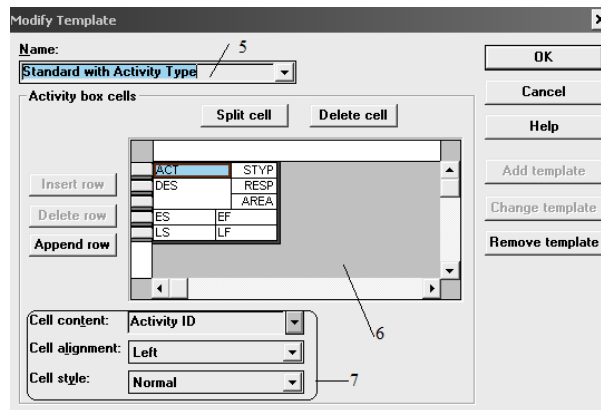 Modify Template
Name:
5
Standard with Activity Type
OK
Cancel
Help
Add template
Change template
Remove template
Activity box cells
Split cell
Delete cell
Insert row
Delete row
Append row
ACT STYP
DES RESP
AREA
ES EF
LS LF
6
Cell content: Activity ID
Cell alignment: Left
Cell style: Normal
7